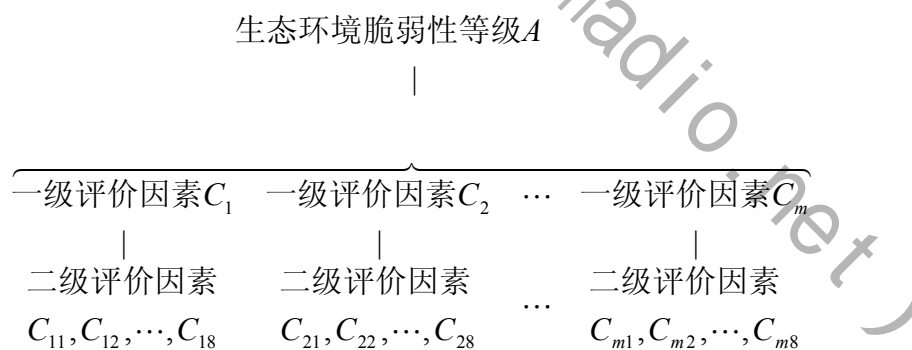 生态环境脆弱性等级A
|
一级评价因素C₁ 一级评价因素C₂ … 一级评价因素Cₘ
| | |
二级评价因素 二级评价因素 … 二级评价因素
C₁₁,C₁₂,⋯,C₁₈ C₂₁,C₂₂,⋯,C₂₈ Cₘ₁,Cₘ₂,⋯,Cₘ₈
madio.net)